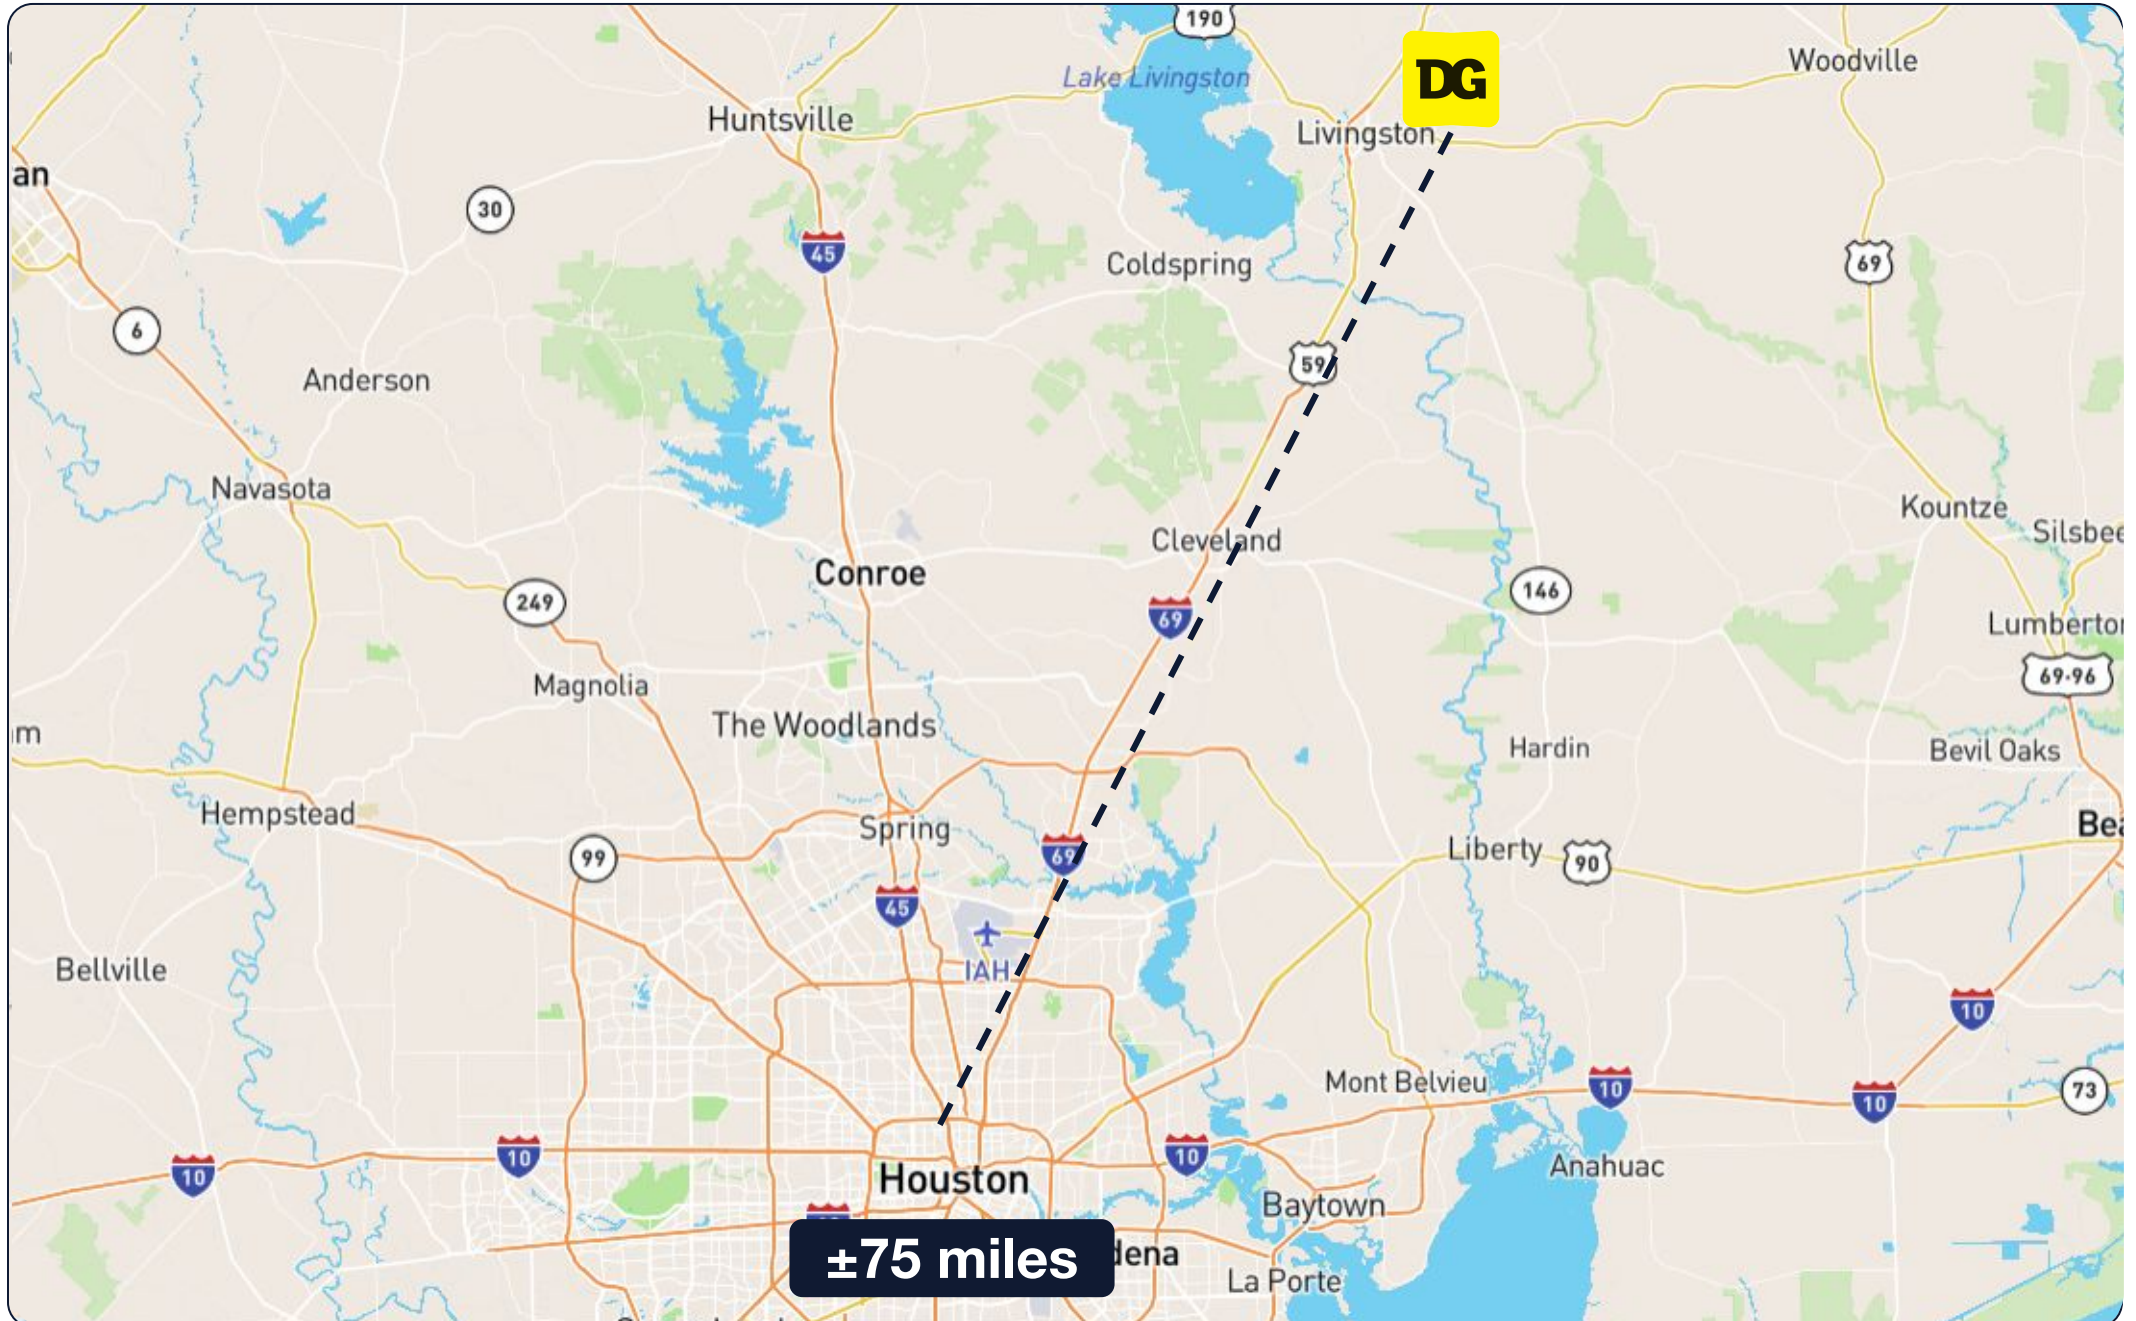 190
Lake Livingston
DG
Woodville
Huntsville
Livingston
an
30
45
Coldspring
69
6
59
Anderson
Navasota
Kountze
Silsbee
Cleveland
Conroe
249
146
69
Lumberto
69-96
Magnolia
The Woodlands
m
Hardin
Bevil Oaks
Hempstead
Spring
Bea
99
69
Liberty
90
45
IAH
Bellville
10
Mont Belvieu
10
10
73
10
10
10
Anahuac
Houston
Baytown
±75 miles
dena
La Porte